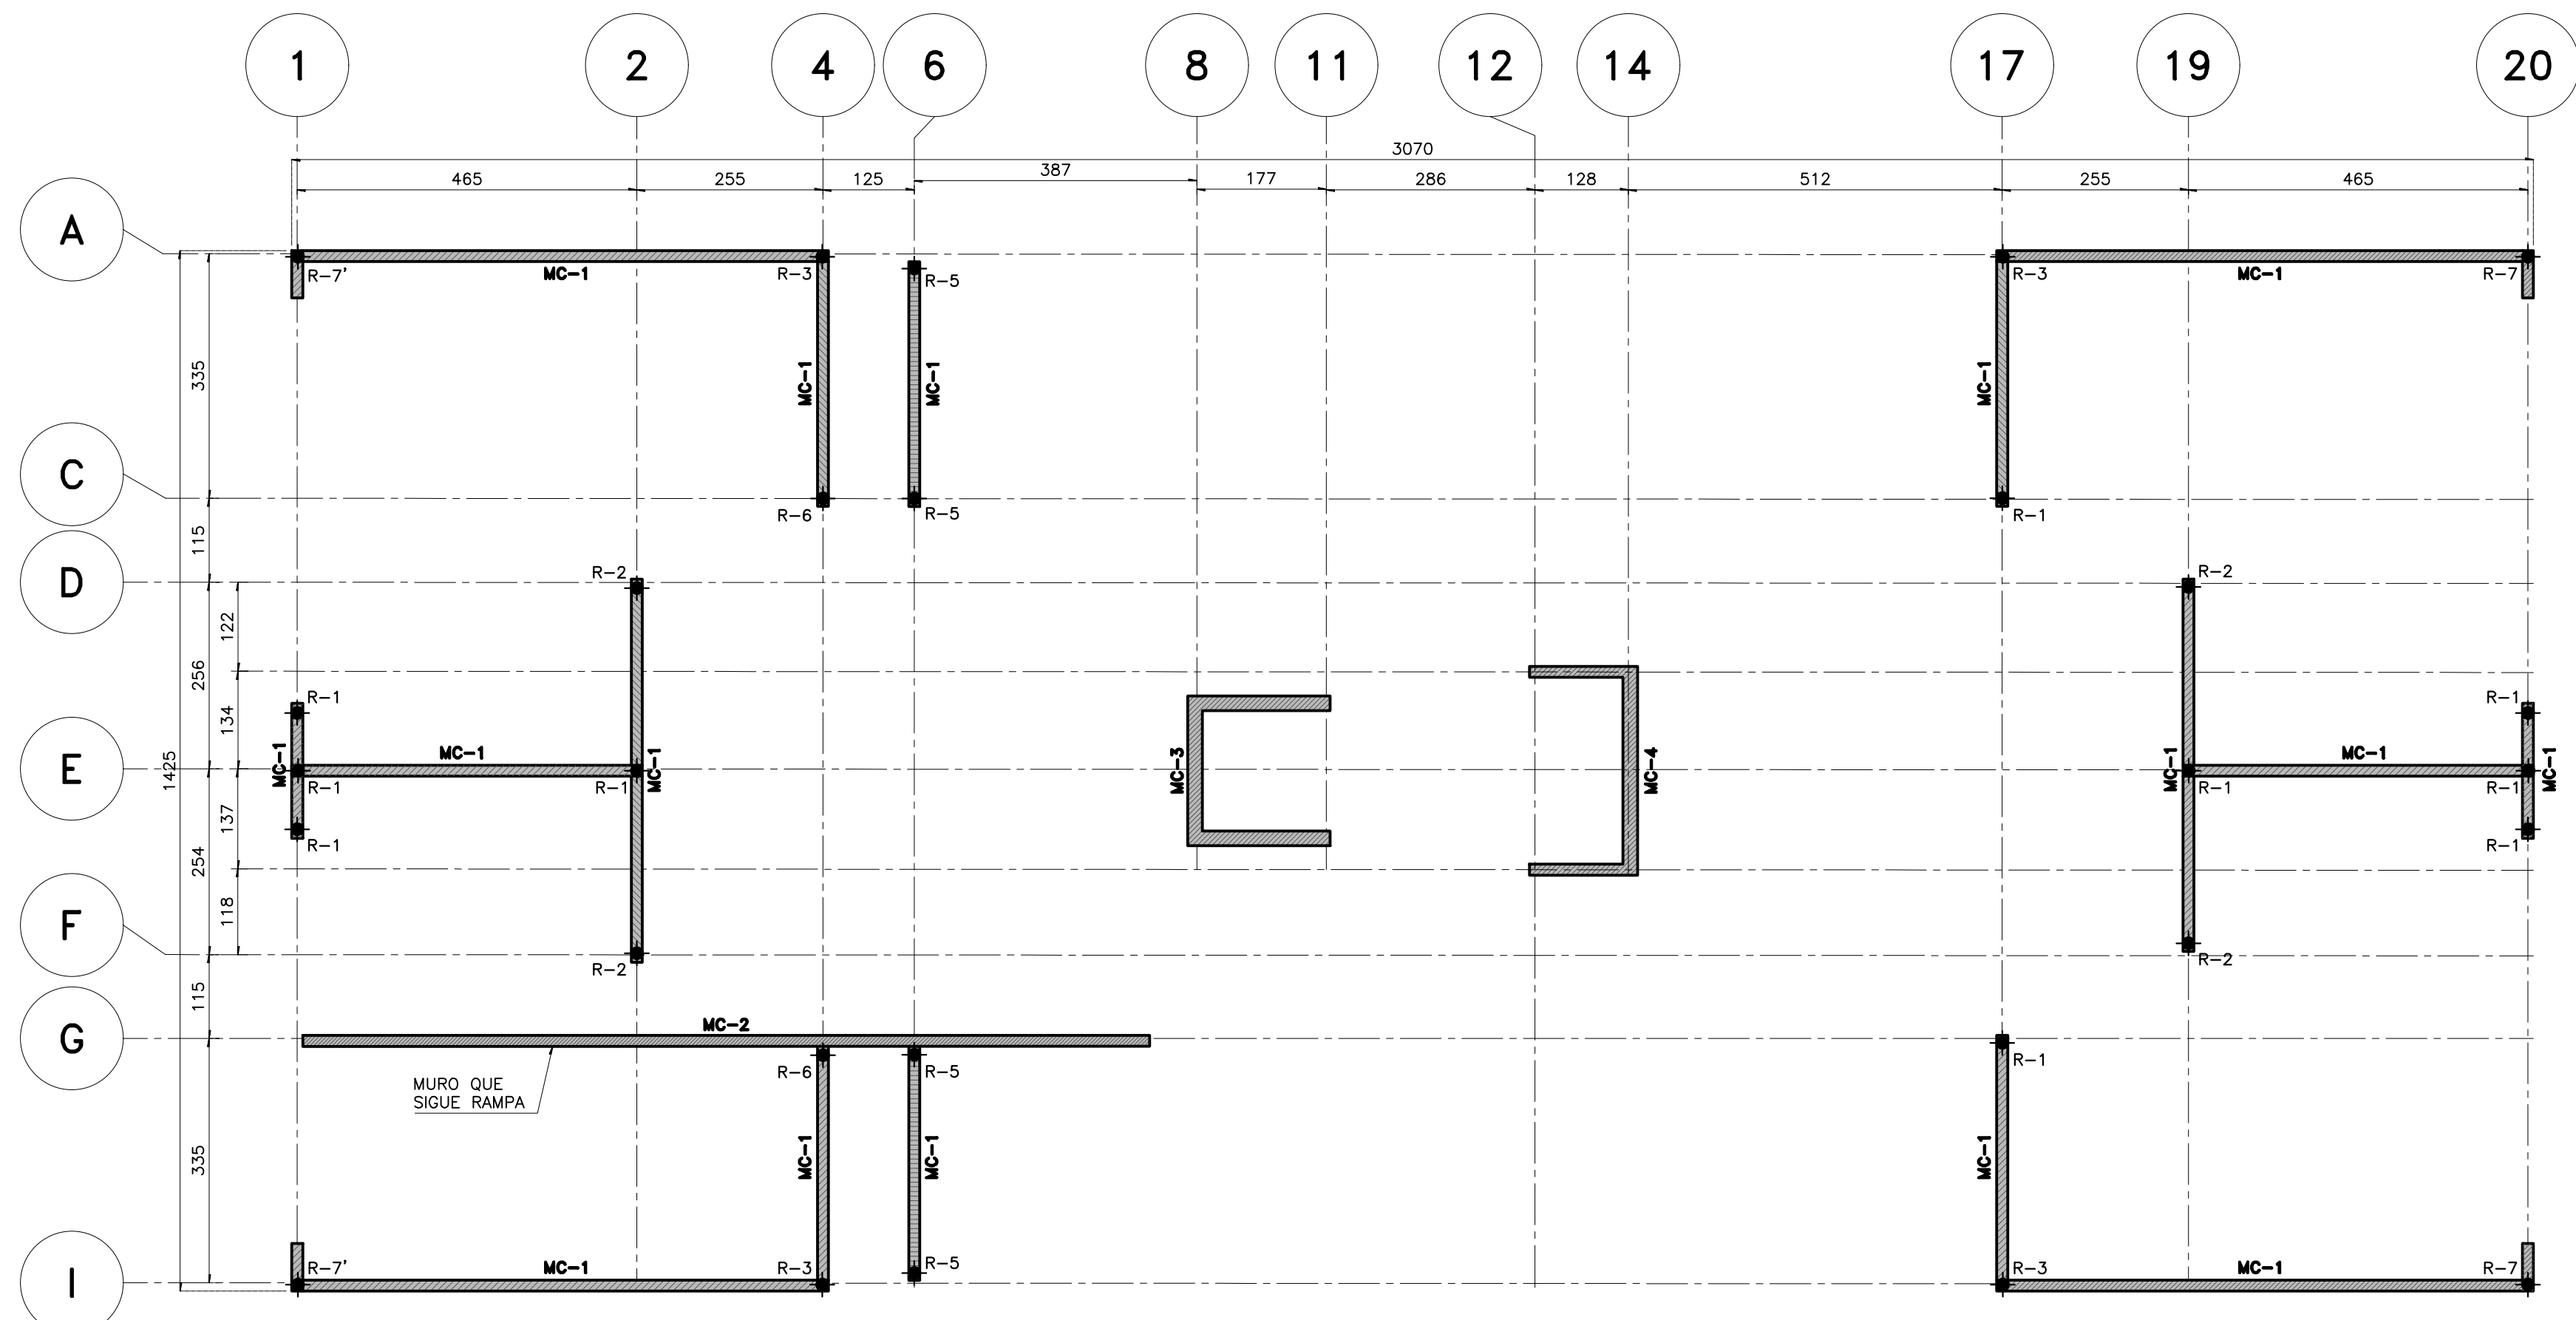 1 2 4 6 8 11 12 14 17 19 20
3070
387
465 255 125 177 286 128 512 255 465
A
R-7' MC-1 R-3 R-5 R-3 MC-1 R-7
335
MC-1 MC-1 MC-1
C
R-6 R-5 R-1
115
D
R-2 R-2
122
256
R-1 R-1
134
MC-1 MC-1
E
1425
MC-1 MC-1 MC-3 MC-4 MC-1 MC-1
R-1 R-1 R-1 R-1
137
R-1 R-1
254
118
F
R-2 R-2
115
MC-2
G
R-6 R-5 R-1
MURO QUE
SIGUE RAMPA
335
MC-1 MC-1 MC-1
R-7' MC-1 R-3 R-5 R-3 MC-1 R-7
I